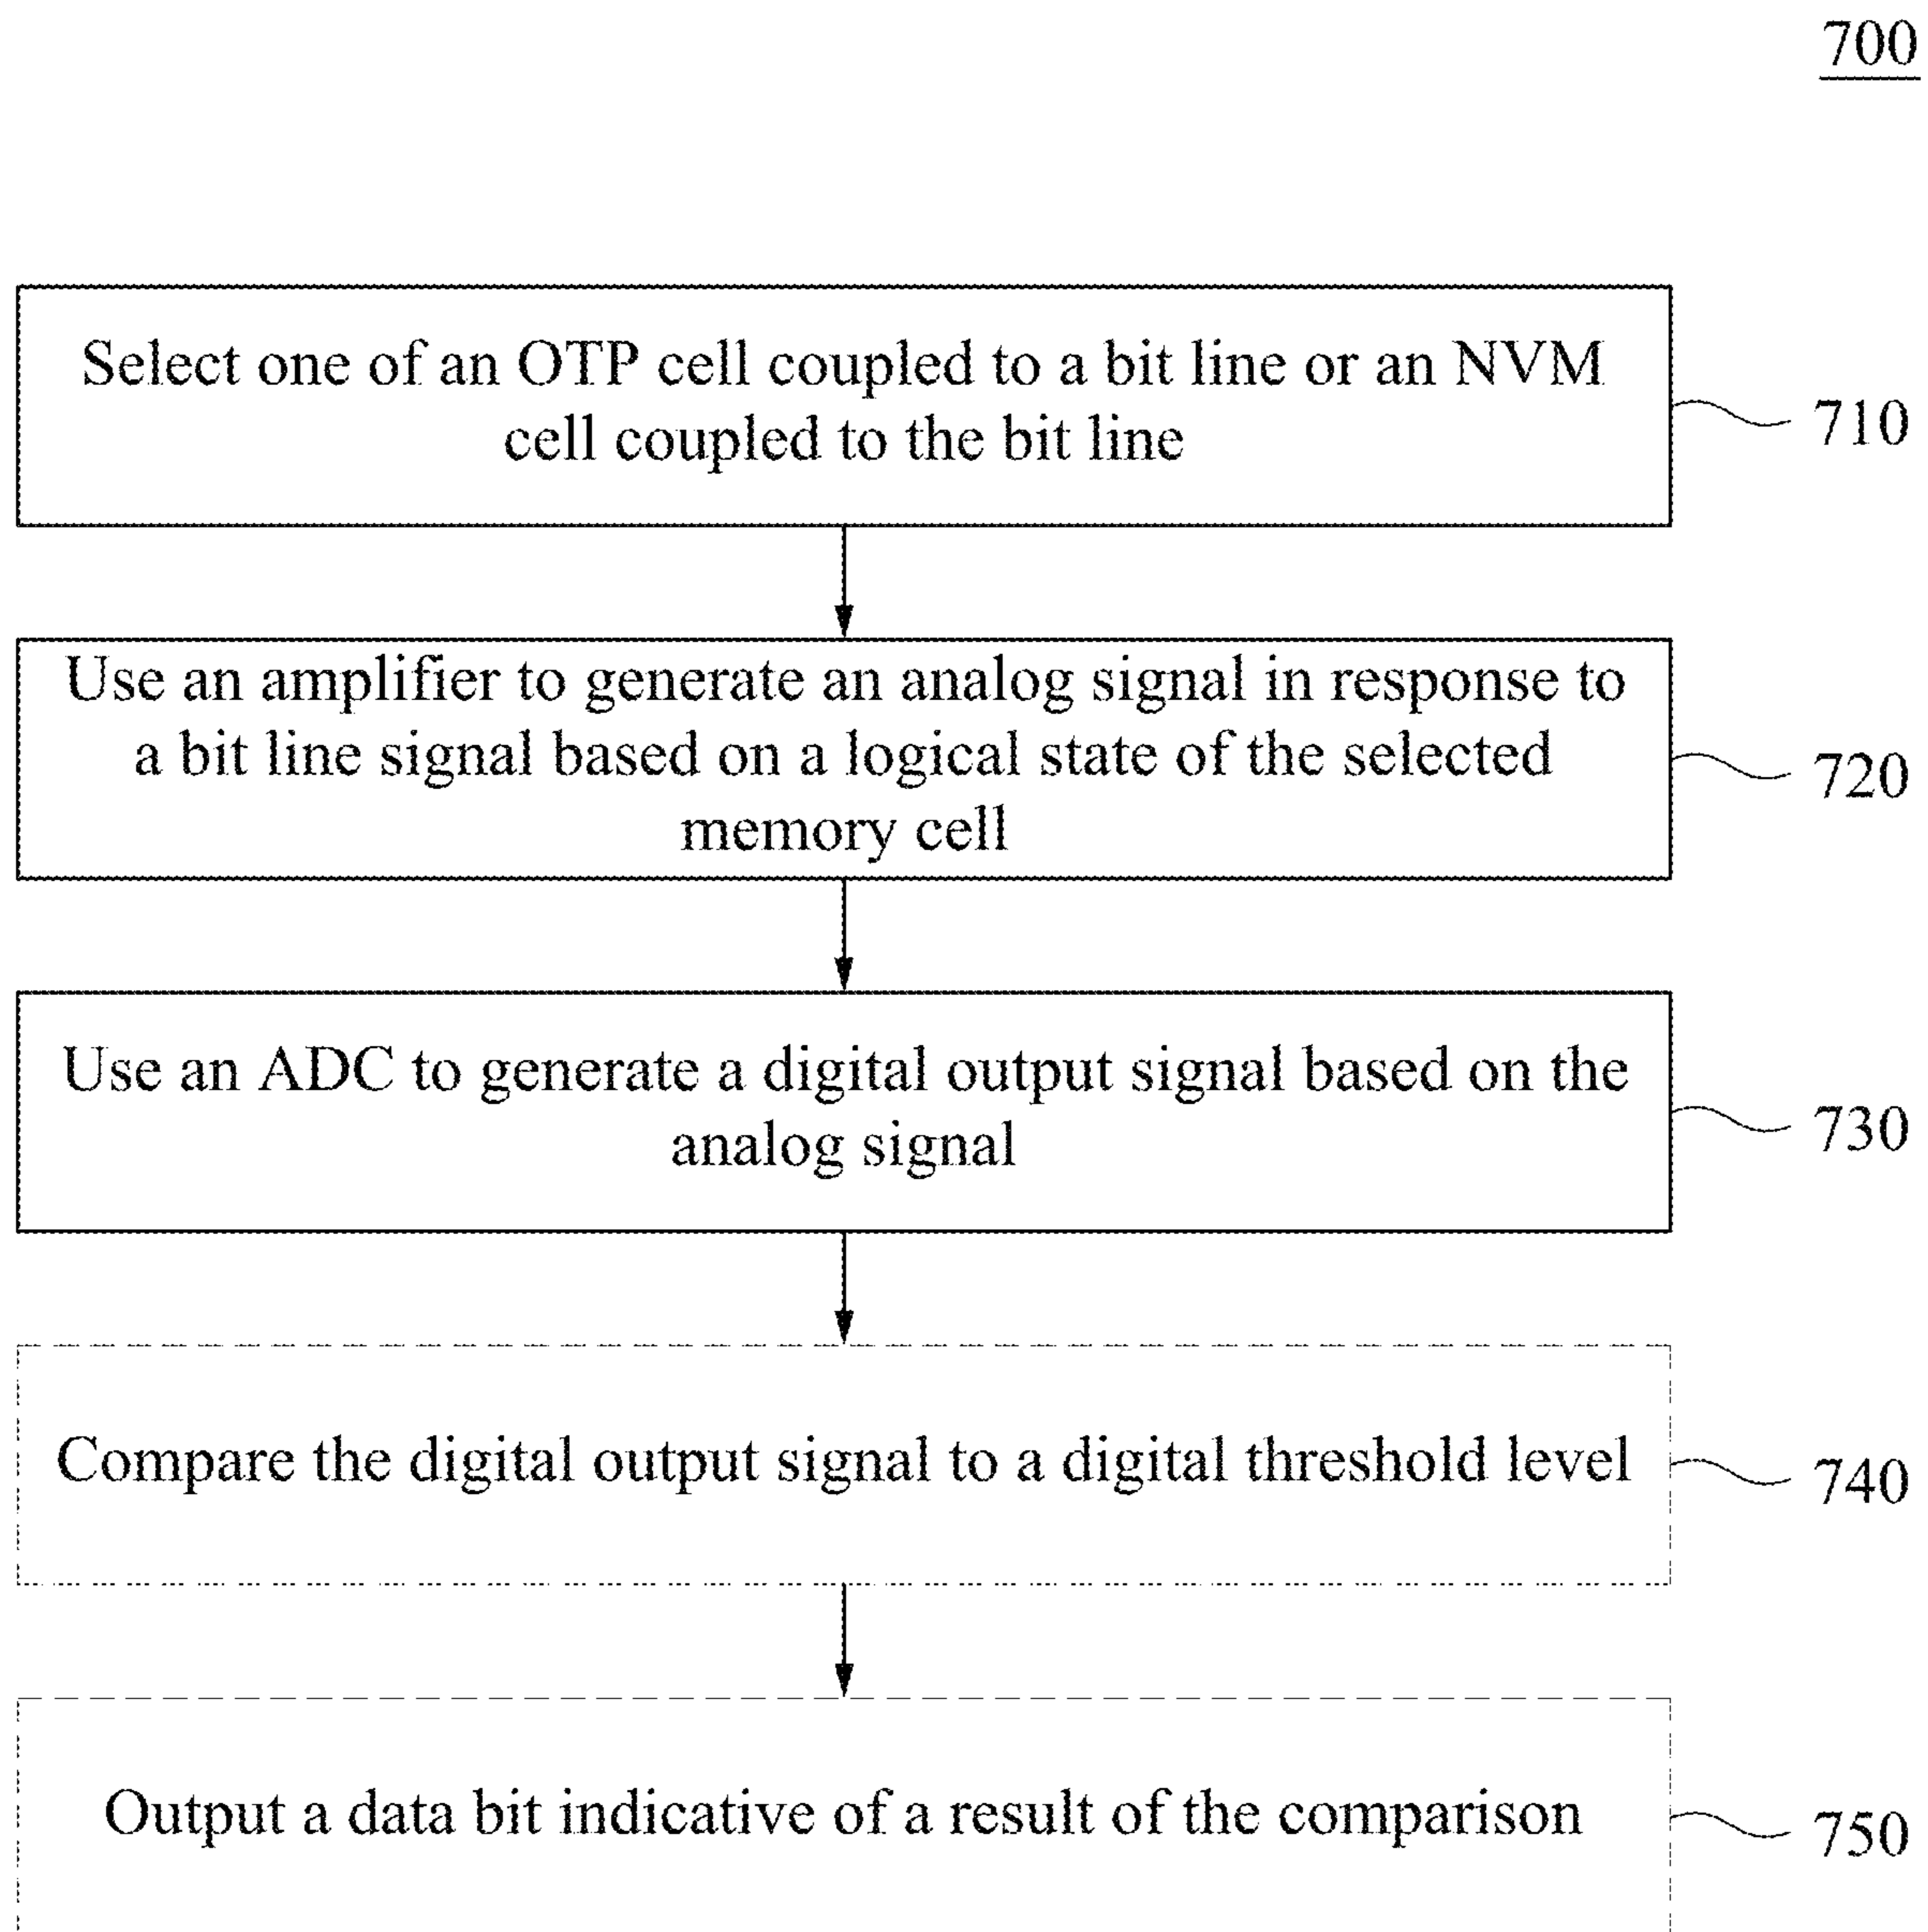 700
Select one of an OTP cell coupled to a bit line or an NVM
cell coupled to the bit line
710
Use an amplifier to generate an analog signal in response to
a bit line signal based on a logical state of the selected
memory cell
720
Use an ADC to generate a digital output signal based on the
analog signal
730
Compare the digital output signal to a digital threshold level
740
Output a data bit indicative of a result of the comparison
750